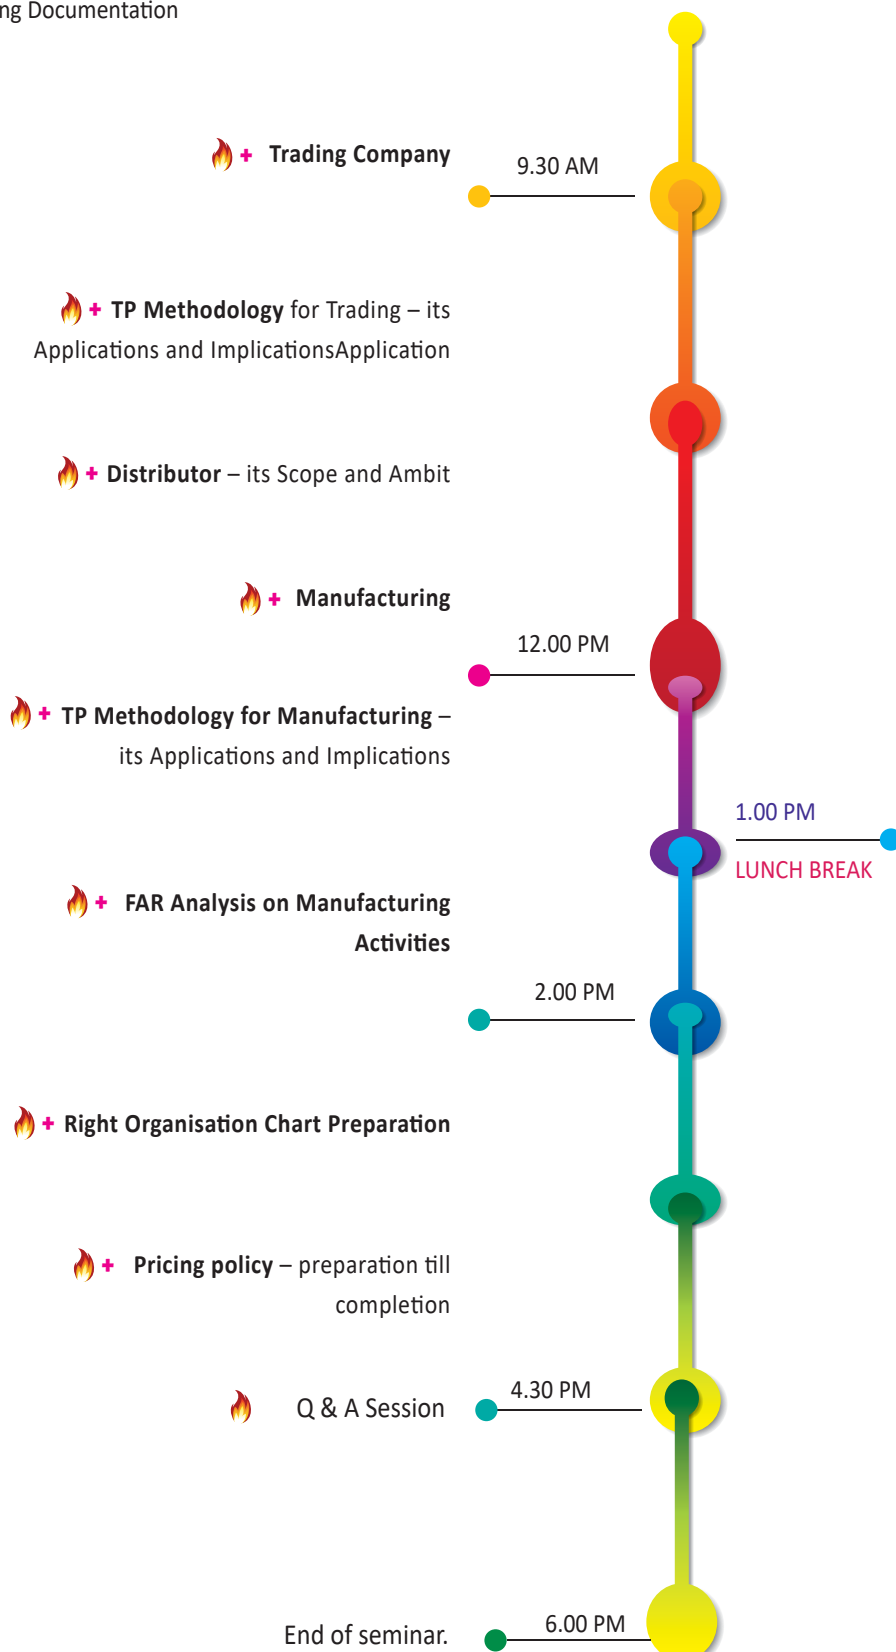 ng Documentation
+ Trading Company
9.30 AM
+ TP Methodology for Trading – its
Applications and ImplicationsApplication
+ Distributor – its Scope and Ambit
+ Manufacturing
12.00 PM
+ TP Methodology for Manufacturing –
its Applications and Implications
1.00 PM
LUNCH BREAK
+ FAR Analysis on Manufacturing
Activities
2.00 PM
+ Right Organisation Chart Preparation
+ Pricing policy – preparation till
completion
4.30 PM
Q & A Session
6.00 PM
End of seminar.